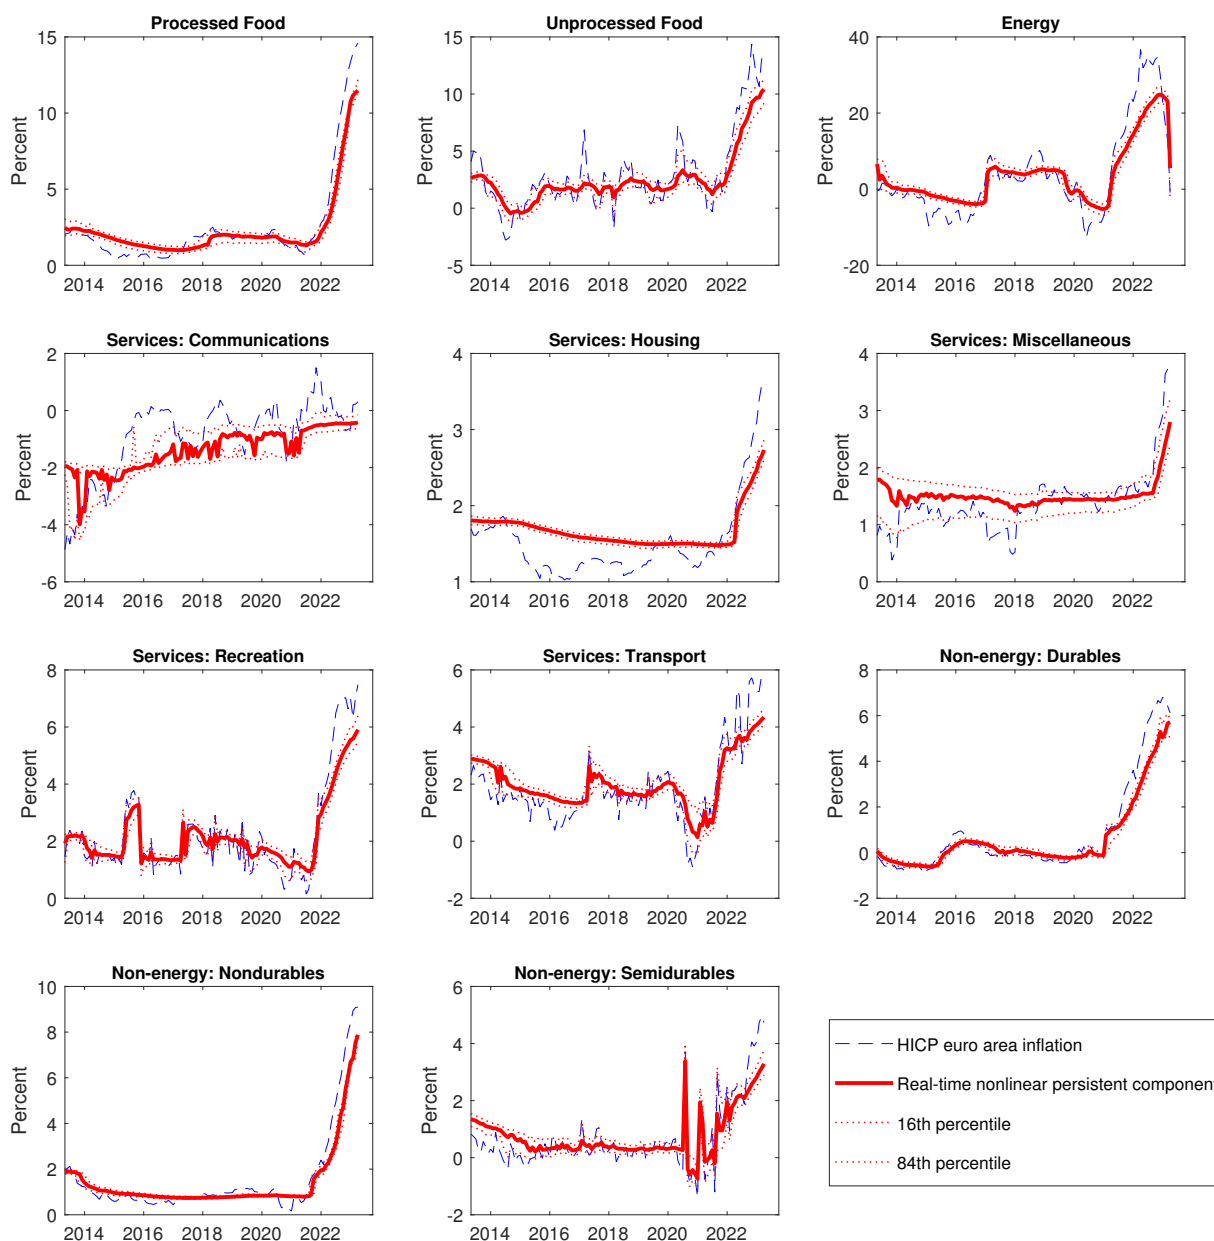 Processed Food
Unprocessed Food
Energy
15
10
5
0
Percent
2014 2016 2018 2020 2022
15
10
5
0
-5
Percent
2014 2016 2018 2020 2022
40
20
0
-20
Percent
2014 2016 2018 2020 2022
Services: Communications
Services: Housing
Services: Miscellaneous
2
0
-2
-4
-6
Percent
2014 2016 2018 2020 2022
4
3
2
1
Percent
2014 2016 2018 2020 2022
4
3
2
1
0
Percent
2014 2016 2018 2020 2022
Services: Recreation
Services: Transport
Non-energy: Durables
8
6
4
2
0
Percent
2014 2016 2018 2020 2022
6
4
2
0
-2
Percent
2014 2016 2018 2020 2022
8
6
4
2
0
-2
Percent
2014 2016 2018 2020 2022
Non-energy: Nondurables
Non-energy: Semidurables
10
8
6
4
2
0
Percent
2014 2016 2018 2020 2022
6
4
2
0
-2
Percent
2014 2016 2018 2020 2022
HICP euro area inflation
Real-time nonlinear persistent component
16th percentile
84th percentile